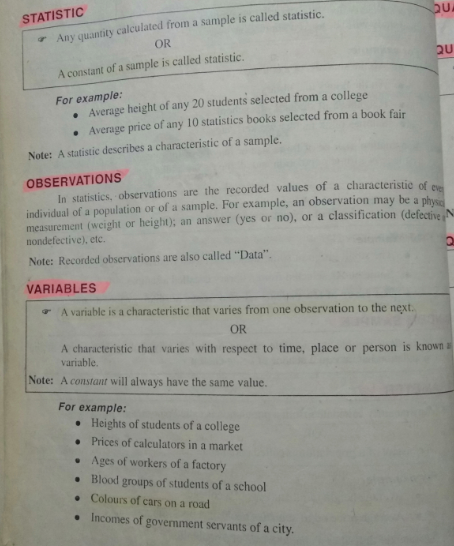 STATISTIC
☞ Any quantity calculated from a sample is called statistic.
OR
A constant of a sample is called statistic.
For example:
• Average height of any 20 students selected from a college
• Average price of any 10 statistics books selected from a book fair
Note: A statistic describes a characteristic of a sample.
OBSERVATIONS
In statistics, observations are the recorded values of a characteristic of
individual of a population or of a sample. For example, an observation may be a
measurement (weight or height); an answer (yes or no), or a classification (defective
nondefective), etc.
Note: Recorded observations are also called “Data”.
VARIABLES
☞ A variable is a characteristic that varies from one observation to the next.
OR
A characteristic that varies with respect to time, place or person is known
variable.
Note: A constant will always have the same value.
For example:
• Heights of students of a college
• Prices of calculators in a market
• Ages of workers of a factory
• Blood groups of students of a school
• Colours of cars on a road
• Incomes of government servants of a city.